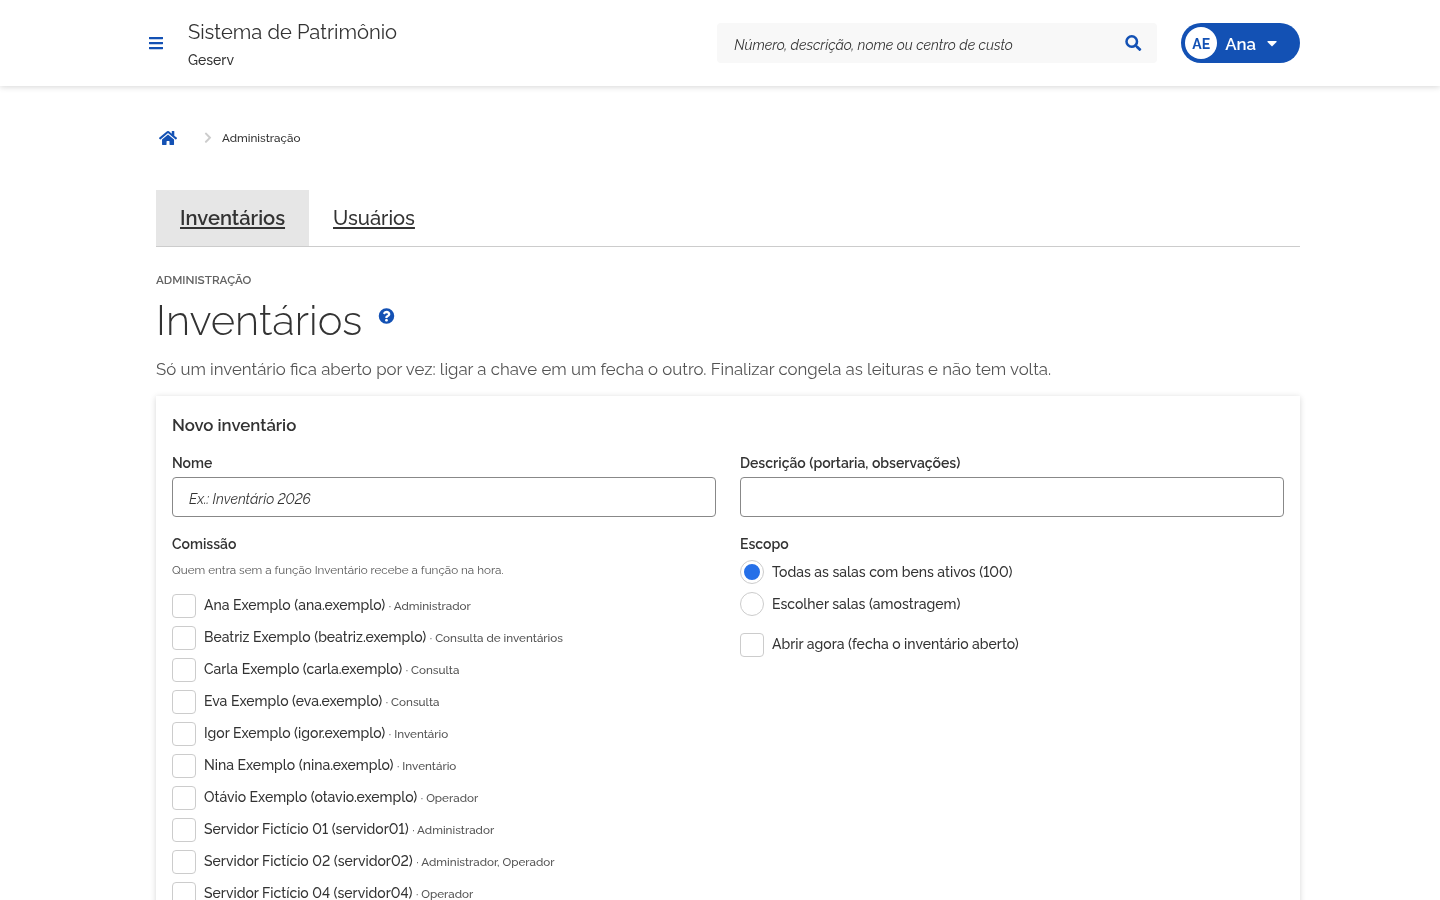 Sistema de Patrimônio
Geserv
Número, descrição, nome ou centro de custo
AE Ana
Administração
Inventários Usuários
ADMINISTRAÇÃO
Inventários
Só um inventário fica aberto por vez: ligar a chave em um fecha o outro. Finalizar congela as leituras e não tem volta.
Novo inventário
Nome
Ex.: Inventário 2026
Descrição (portaria, observações)
Comissão
Quem entra sem a função Inventário recebe a função na hora.
Ana Exemplo (ana.exemplo) · Administrador
Beatriz Exemplo (beatriz.exemplo) · Consulta de inventários
Carla Exemplo (carla.exemplo) · Consulta
Eva Exemplo (eva.exemplo) · Consulta
Igor Exemplo (igor.exemplo) · Inventário
Nina Exemplo (nina.exemplo) · Inventário
Otávio Exemplo (otavio.exemplo) · Operador
Servidor Fictício 01 (servidor01) · Administrador
Servidor Fictício 02 (servidor02) · Administrador, Operador
Servidor Fictício 04 (servidor04) · Operador
Escopo
Todas as salas com bens ativos (100)
Escolher salas (amostragem)
Abrir agora (fecha o inventário aberto)